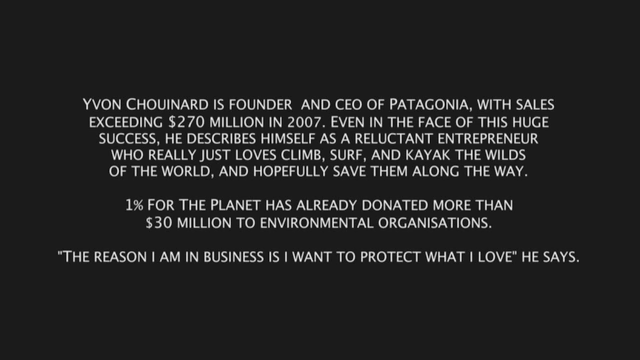 YVON CHOUINARD IS FOUNDER AND CEO OF PATAGONIA, WITH SALES
EXCEEDING $270 MILLION IN 2007. EVEN IN THE FACE OF THIS HUGE
SUCCESS, HE DESCRIBES HIMSELF AS A RELUCTANT ENTREPRENEUR
WHO REALLY JUST LOVES CLIMB, SURF, AND KAYAK THE WILDS
OF THE WORLD, AND HOPEFULLY SAVE THEM ALONG THE WAY.
1% FOR THE PLANET HAS ALREADY DONATED MORE THAN
$30 MILLION TO ENVIRONMENTAL ORGANISATIONS.
"THE REASON I AM IN BUSINESS IS I WANT TO PROTECT WHAT I LOVE" HE SAYS.